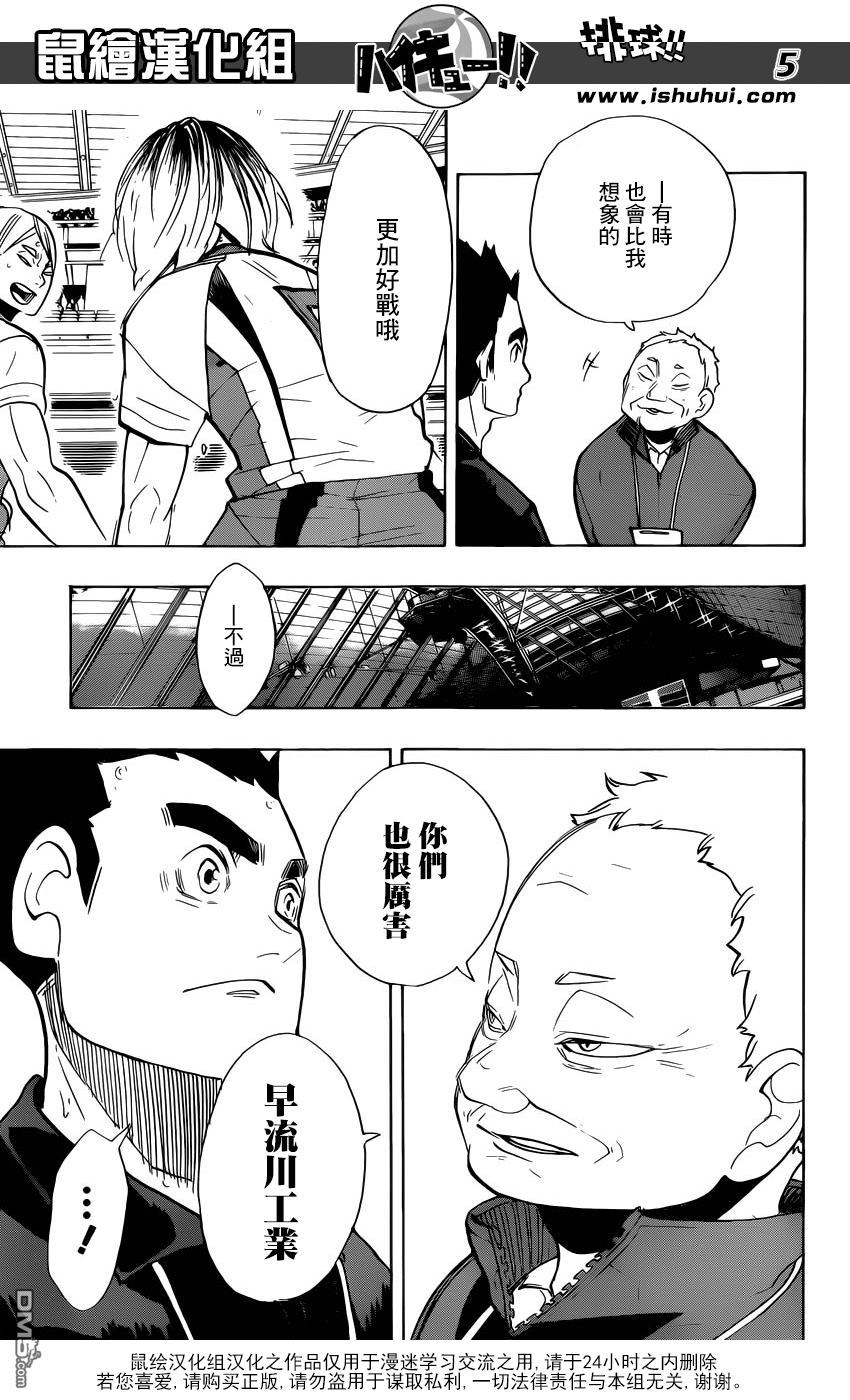 鼠繪漢化組
ハイキュー!!
排球!!
5
www.ishuhui.com
—有時
也會比我
想象的
更加好戰哦
—不過
你們
也很厲害
早流川工業
…!
DM5.com
鼠绘汉化组汉化之作品仅用于漫迷学习交流之用, 请于24小时之内删除
若您喜爱, 请购买正版, 请勿盗用于谋取私利, 一切法律责任与本组无关, 谢谢。